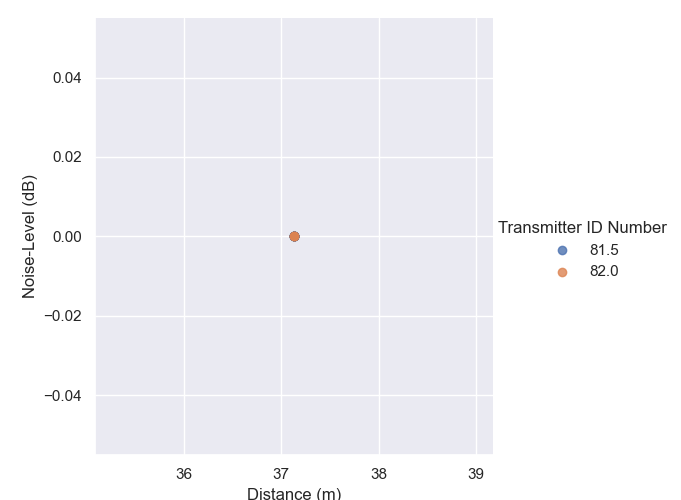 0.04
0.02
0.00
−0.02
−0.04
Noise-Level (dB)
36 37 38 39
Distance (m)
Transmitter ID Number
81.5
82.0